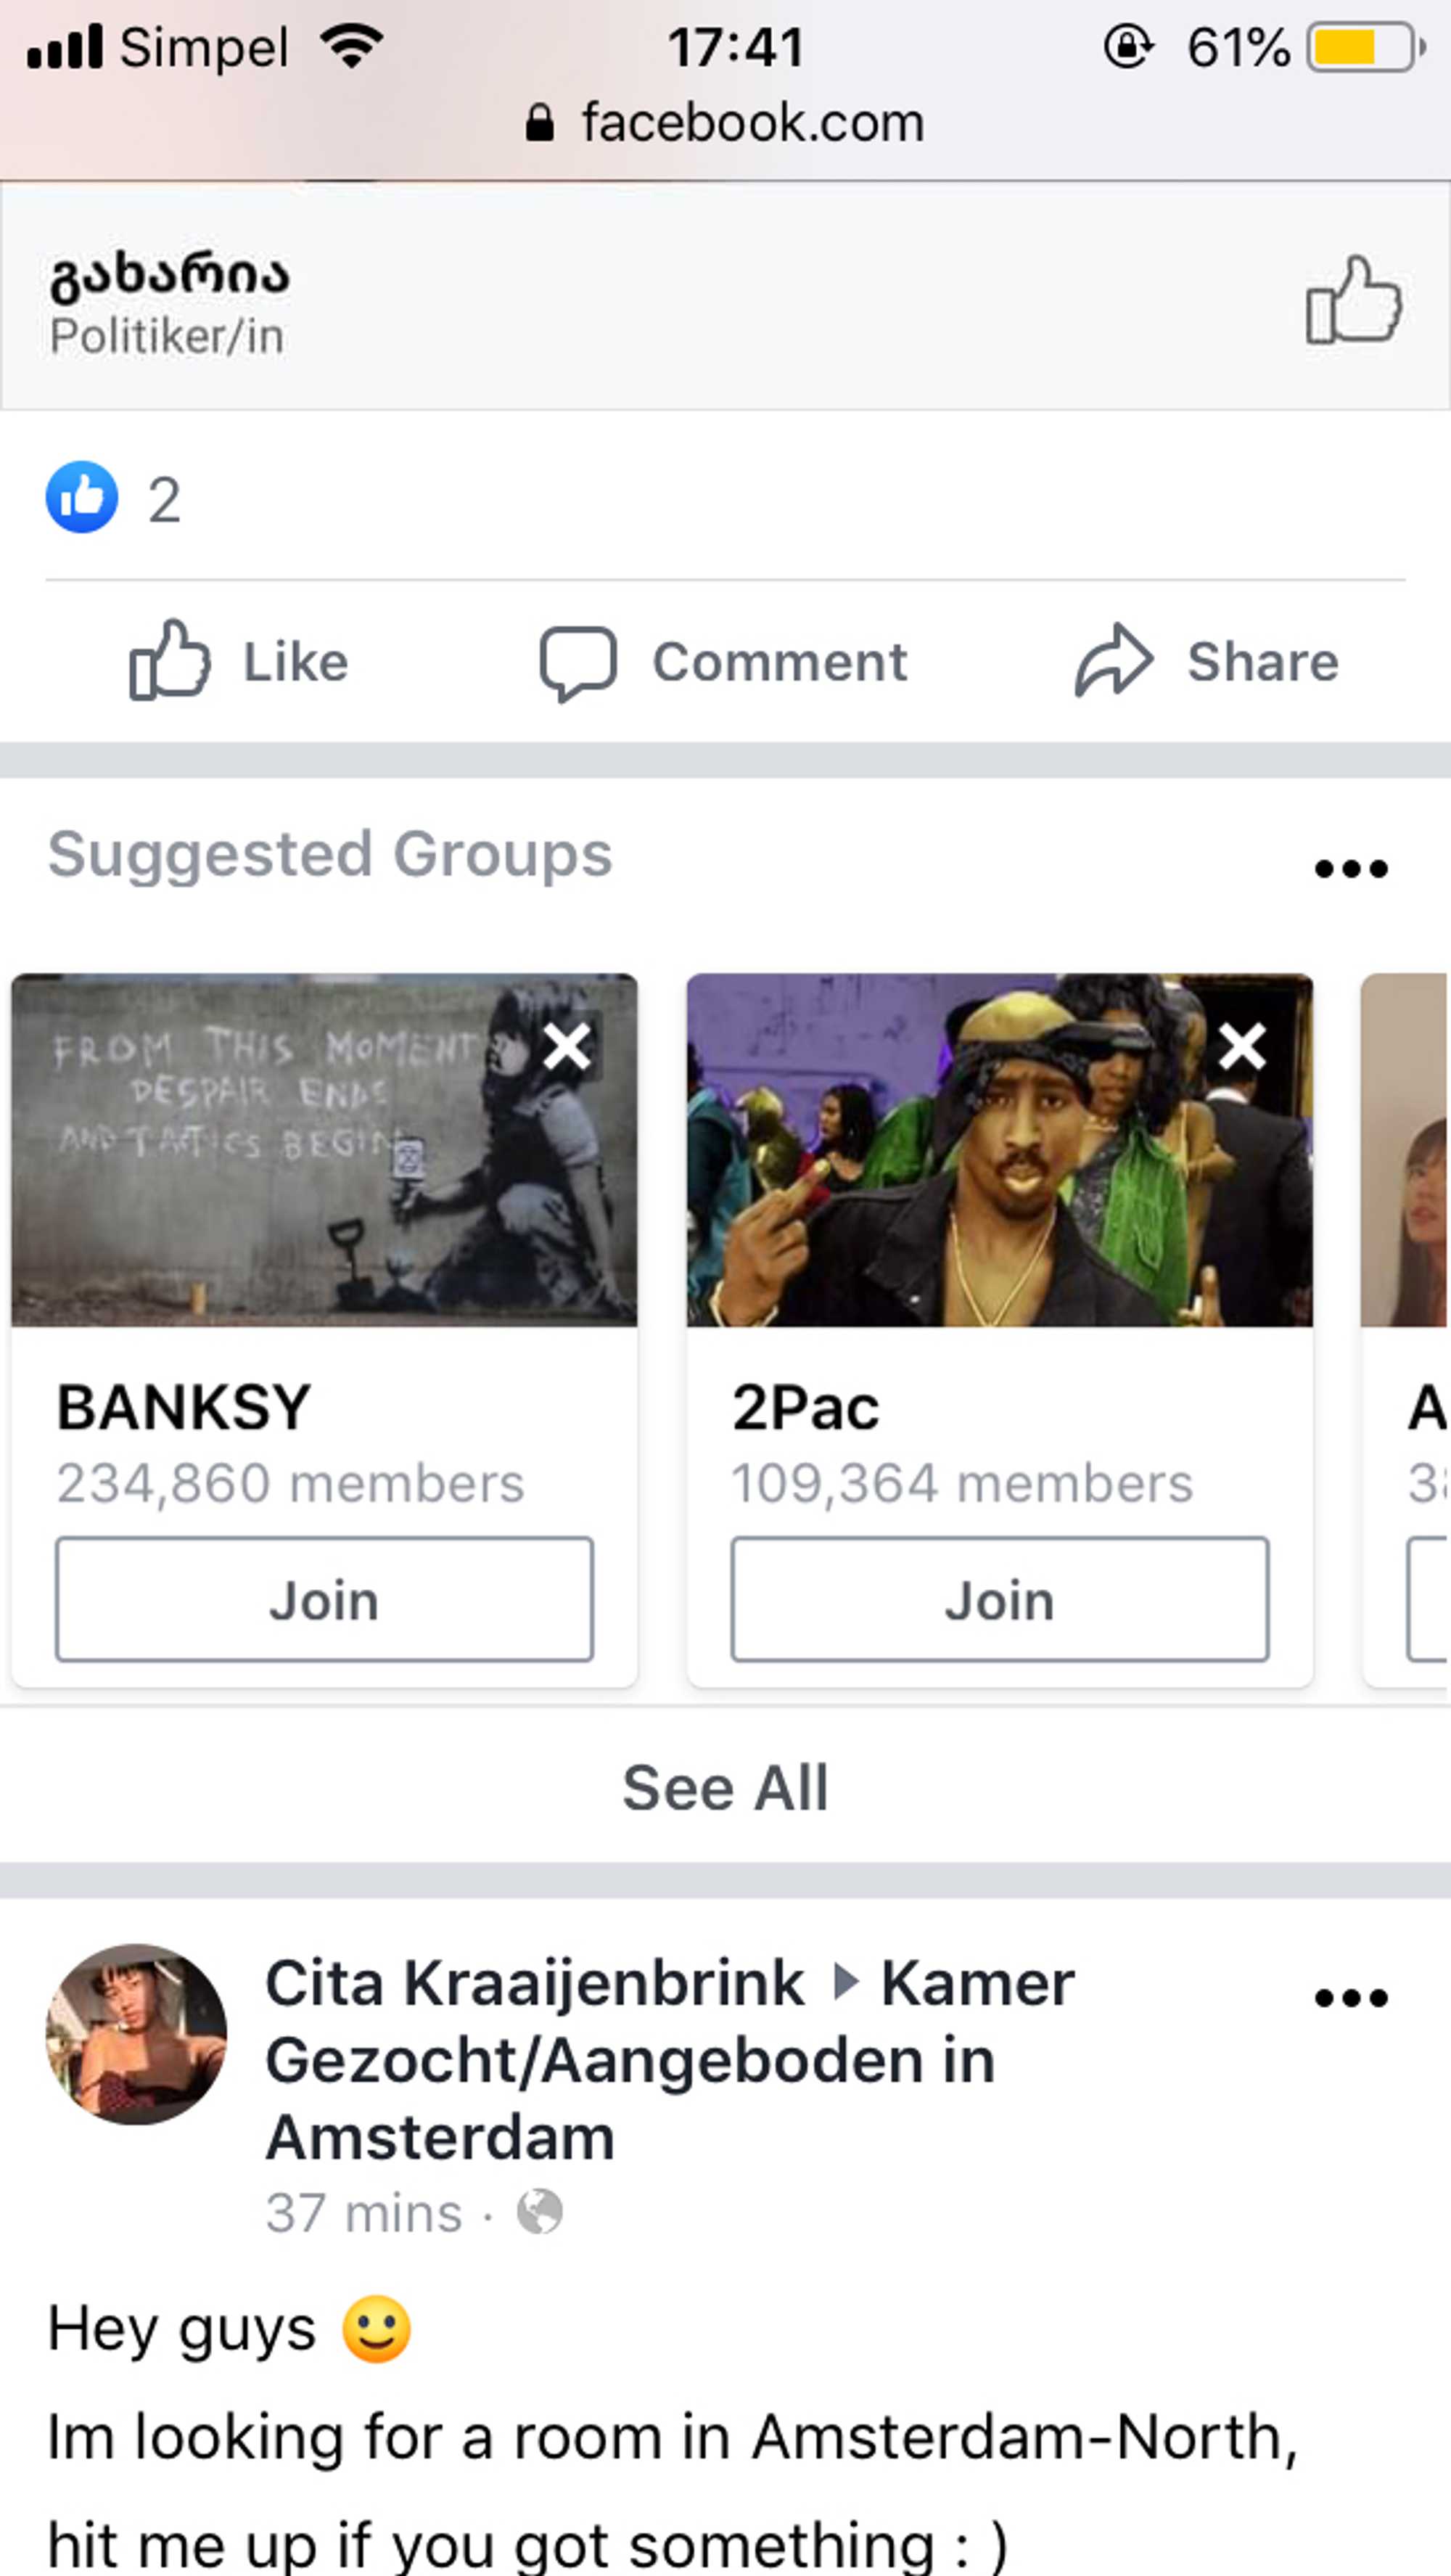 Simpel 17:41 61%
facebook.com
გახარია
Politiker/in
2
Like Comment Share
Suggested Groups
FROM THIS MOMENT
DESPAIR ENDS
AND TACTICS BEGIN
BANKSY
234,860 members
Join
2Pac
109,364 members
Join
A
See All
Cita Kraaijenbrink ▸ Kamer
Gezocht/Aangeboden in
Amsterdam
37 mins ·
Hey guys 🙂
Im looking for a room in Amsterdam-North,
hit me up if you got something : )